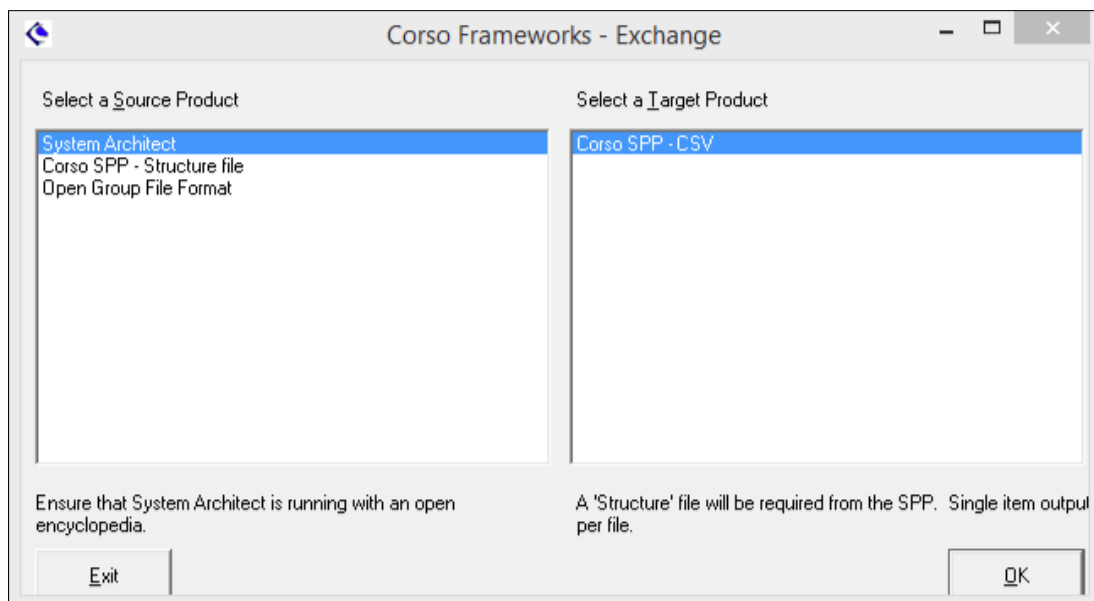 Corso Frameworks - Exchange
Select a Source Product
Select a Target Product
System Architect
Corso SPP - Structure file
Open Group File Format
Corso SPP - CSV
Ensure that System Architect is running with an open
encyclopedia.
A 'Structure' file will be required from the SPP.  Single item output
per file.
Exit
OK